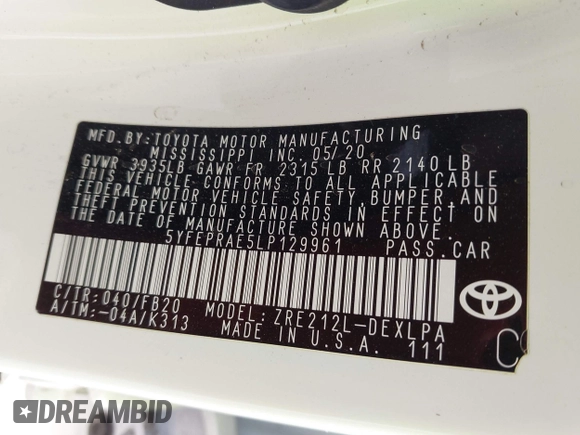 MFD. BY: TOYOTA MOTOR MANUFACTURING
MISSISSIPPI INC. 05/20
GVWR 3935LB GAWR FR 2315 LB RR 2140 LB
THIS VEHICLE CONFORMS TO ALL APPLICABLE
FEDERAL MOTOR VEHICLE SAFETY, BUMPER, AND
THEFT PREVENTION STANDARDS IN EFFECT ON
THE DATE OF MANUFACTURE SHOWN ABOVE.
5YFEPRAE5LP129961 PASS.CAR
C/TR: 040/FB20 MODEL: ZRE212L-DEXLPA
A/TM: -04A/K313 MADE IN U.S.A. 111
DREAMBID